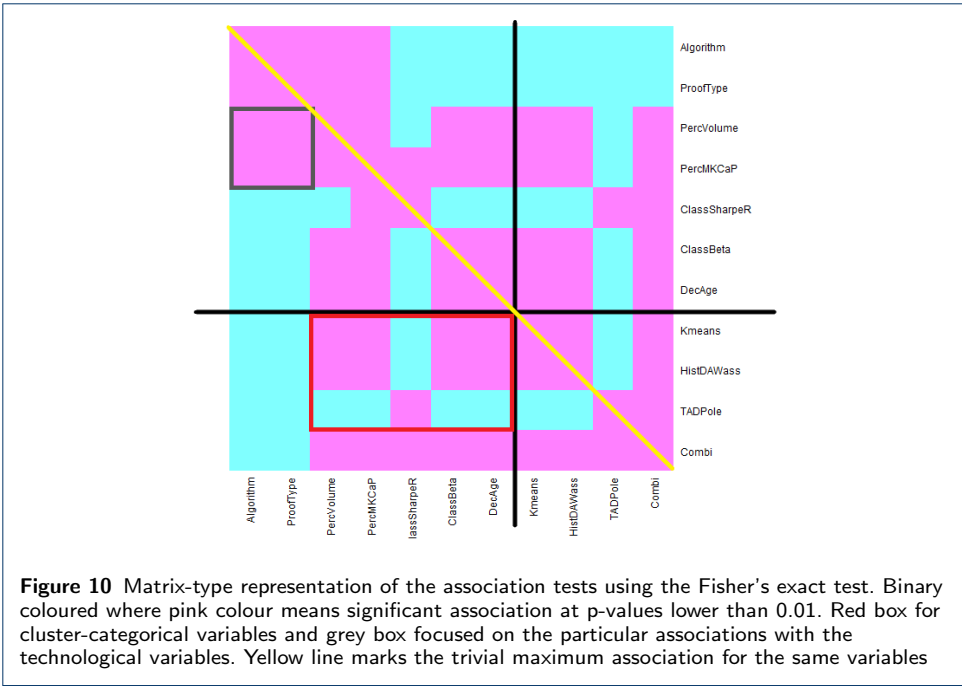 Algorithm
ProofType
PercVolume
PercMKCaP
ClassSharpeR
ClassBeta
DecAge
Kmeans
HistDAWass
TADPole
Combi
Algorithm
ProofType
PercVolume
PercMKCaP
lassSharpeR
ClassBeta
DecAge
Kmeans
HistDAWass
TADPole
Combi
Figure 10 Matrix-type representation of the association tests using the Fisher's exact test. Binary
coloured where pink colour means significant association at p-values lower than 0.01. Red box for
cluster-categorical variables and grey box focused on the particular associations with the
technological variables. Yellow line marks the trivial maximum association for the same variables